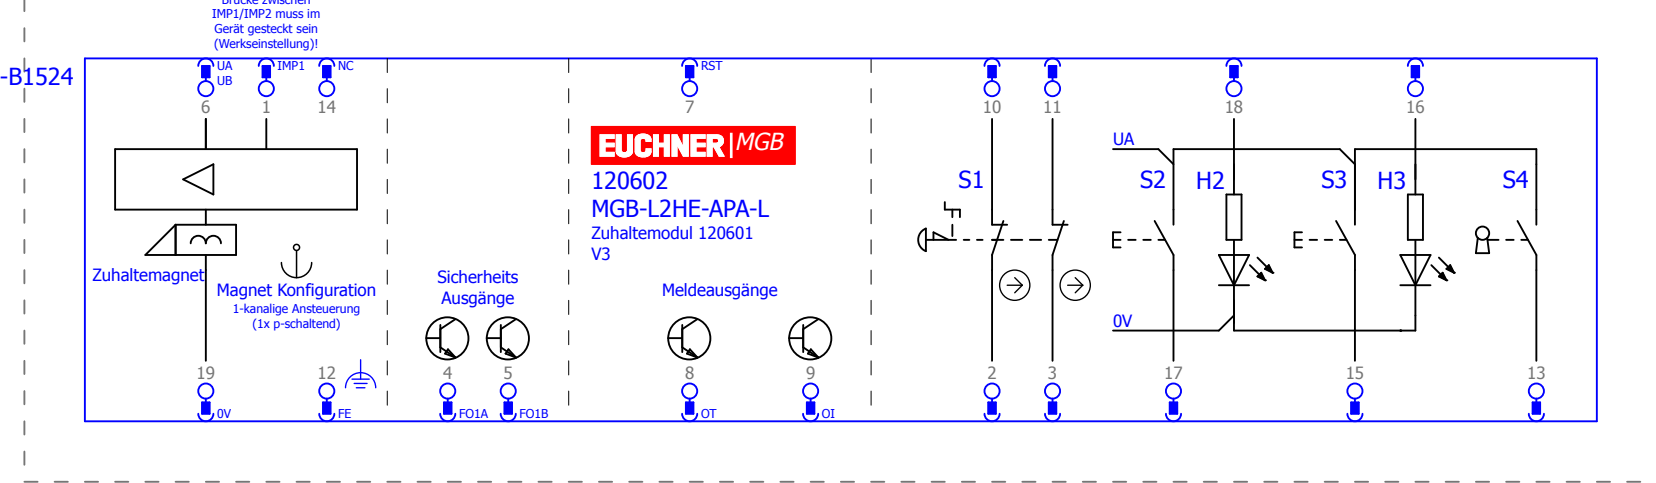 Brücke zwischen
IMP1/IMP2 muss im
Gerät gesteckt sein
(Werkseinstellung)!
-B1524
UA
UB
IMP1
NC
RST
6
1
14
7
10
11
18
16
EUCHNER|MGB
120602
MGB-L2HE-APA-L
Zuhaltemodul 120601
V3
UA
S1
S2
H2
S3
H3
S4
Zuhaltemagnet
Magnet Konfiguration
1-kanalige Ansteuerung
(1x p-schaltend)
Sicherheits
Ausgänge
Meldeausgänge
0V
19
12
4
5
8
9
2
3
17
15
13
0V
FE
FO1A
FO1B
OT
OI